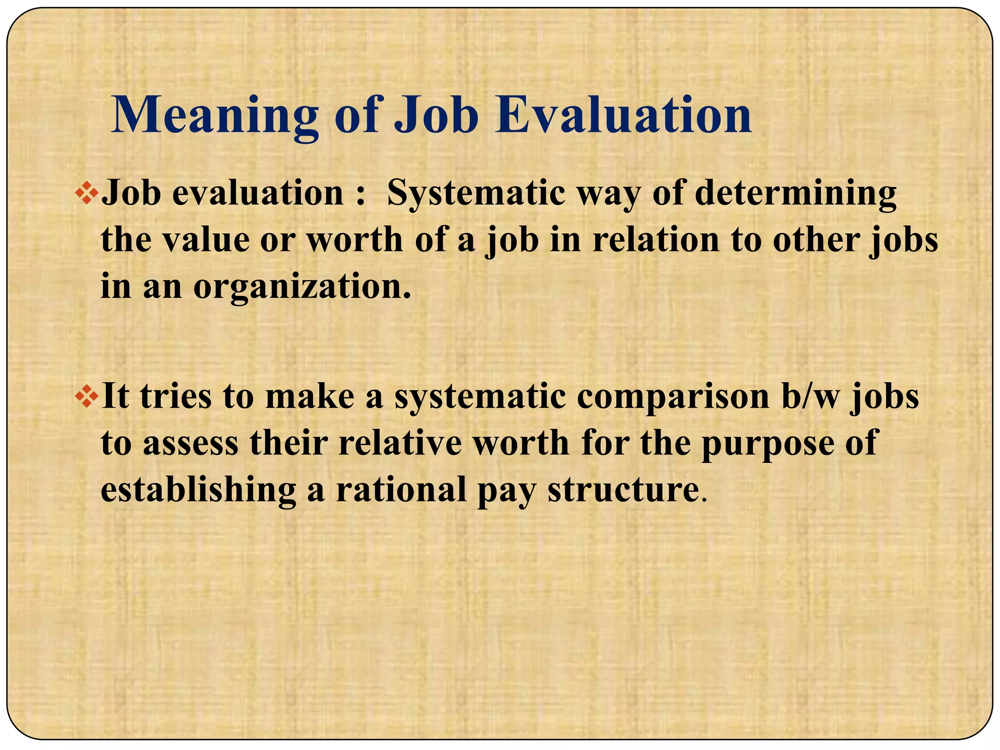 Meaning of Job Evaluation
❖Job evaluation :  Systematic way of determining
the value or worth of a job in relation to other jobs
in an organization.
❖It tries to make a systematic comparison b/w jobs
to assess their relative worth for the purpose of
establishing a rational pay structure.